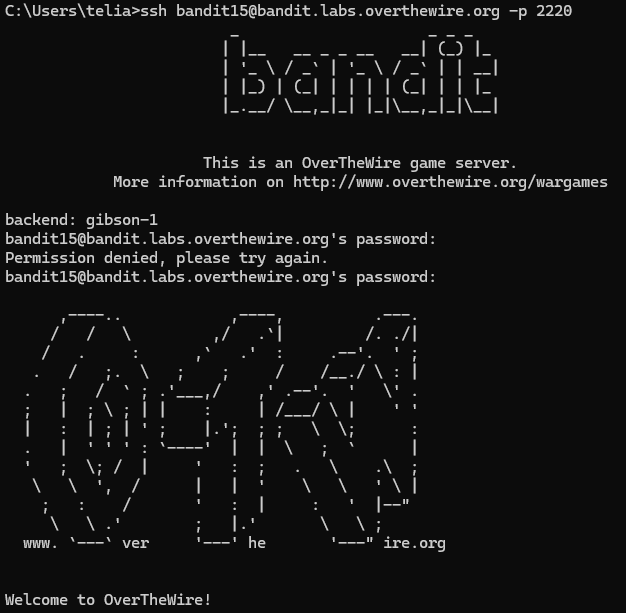 C:\Users\telia>ssh bandit15@bandit.labs.overthewire.org -p 2220
bandit
This is an OverTheWire game server.
More information on http://www.overthewire.org/wargames
backend: gibson-1
bandit15@bandit.labs.overthewire.org's password:
Permission denied, please try again.
bandit15@bandit.labs.overthewire.org's password:
OTW
www. ver he ire.org
Welcome to OverTheWire!